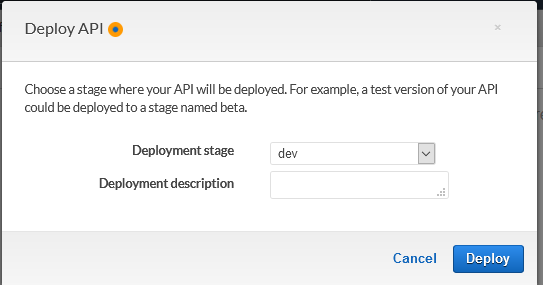 Deploy API
×
Choose a stage where your API will be deployed. For example, a test version of your API
could be deployed to a stage named beta.
Deployment stage dev
Deployment description
Cancel Deploy